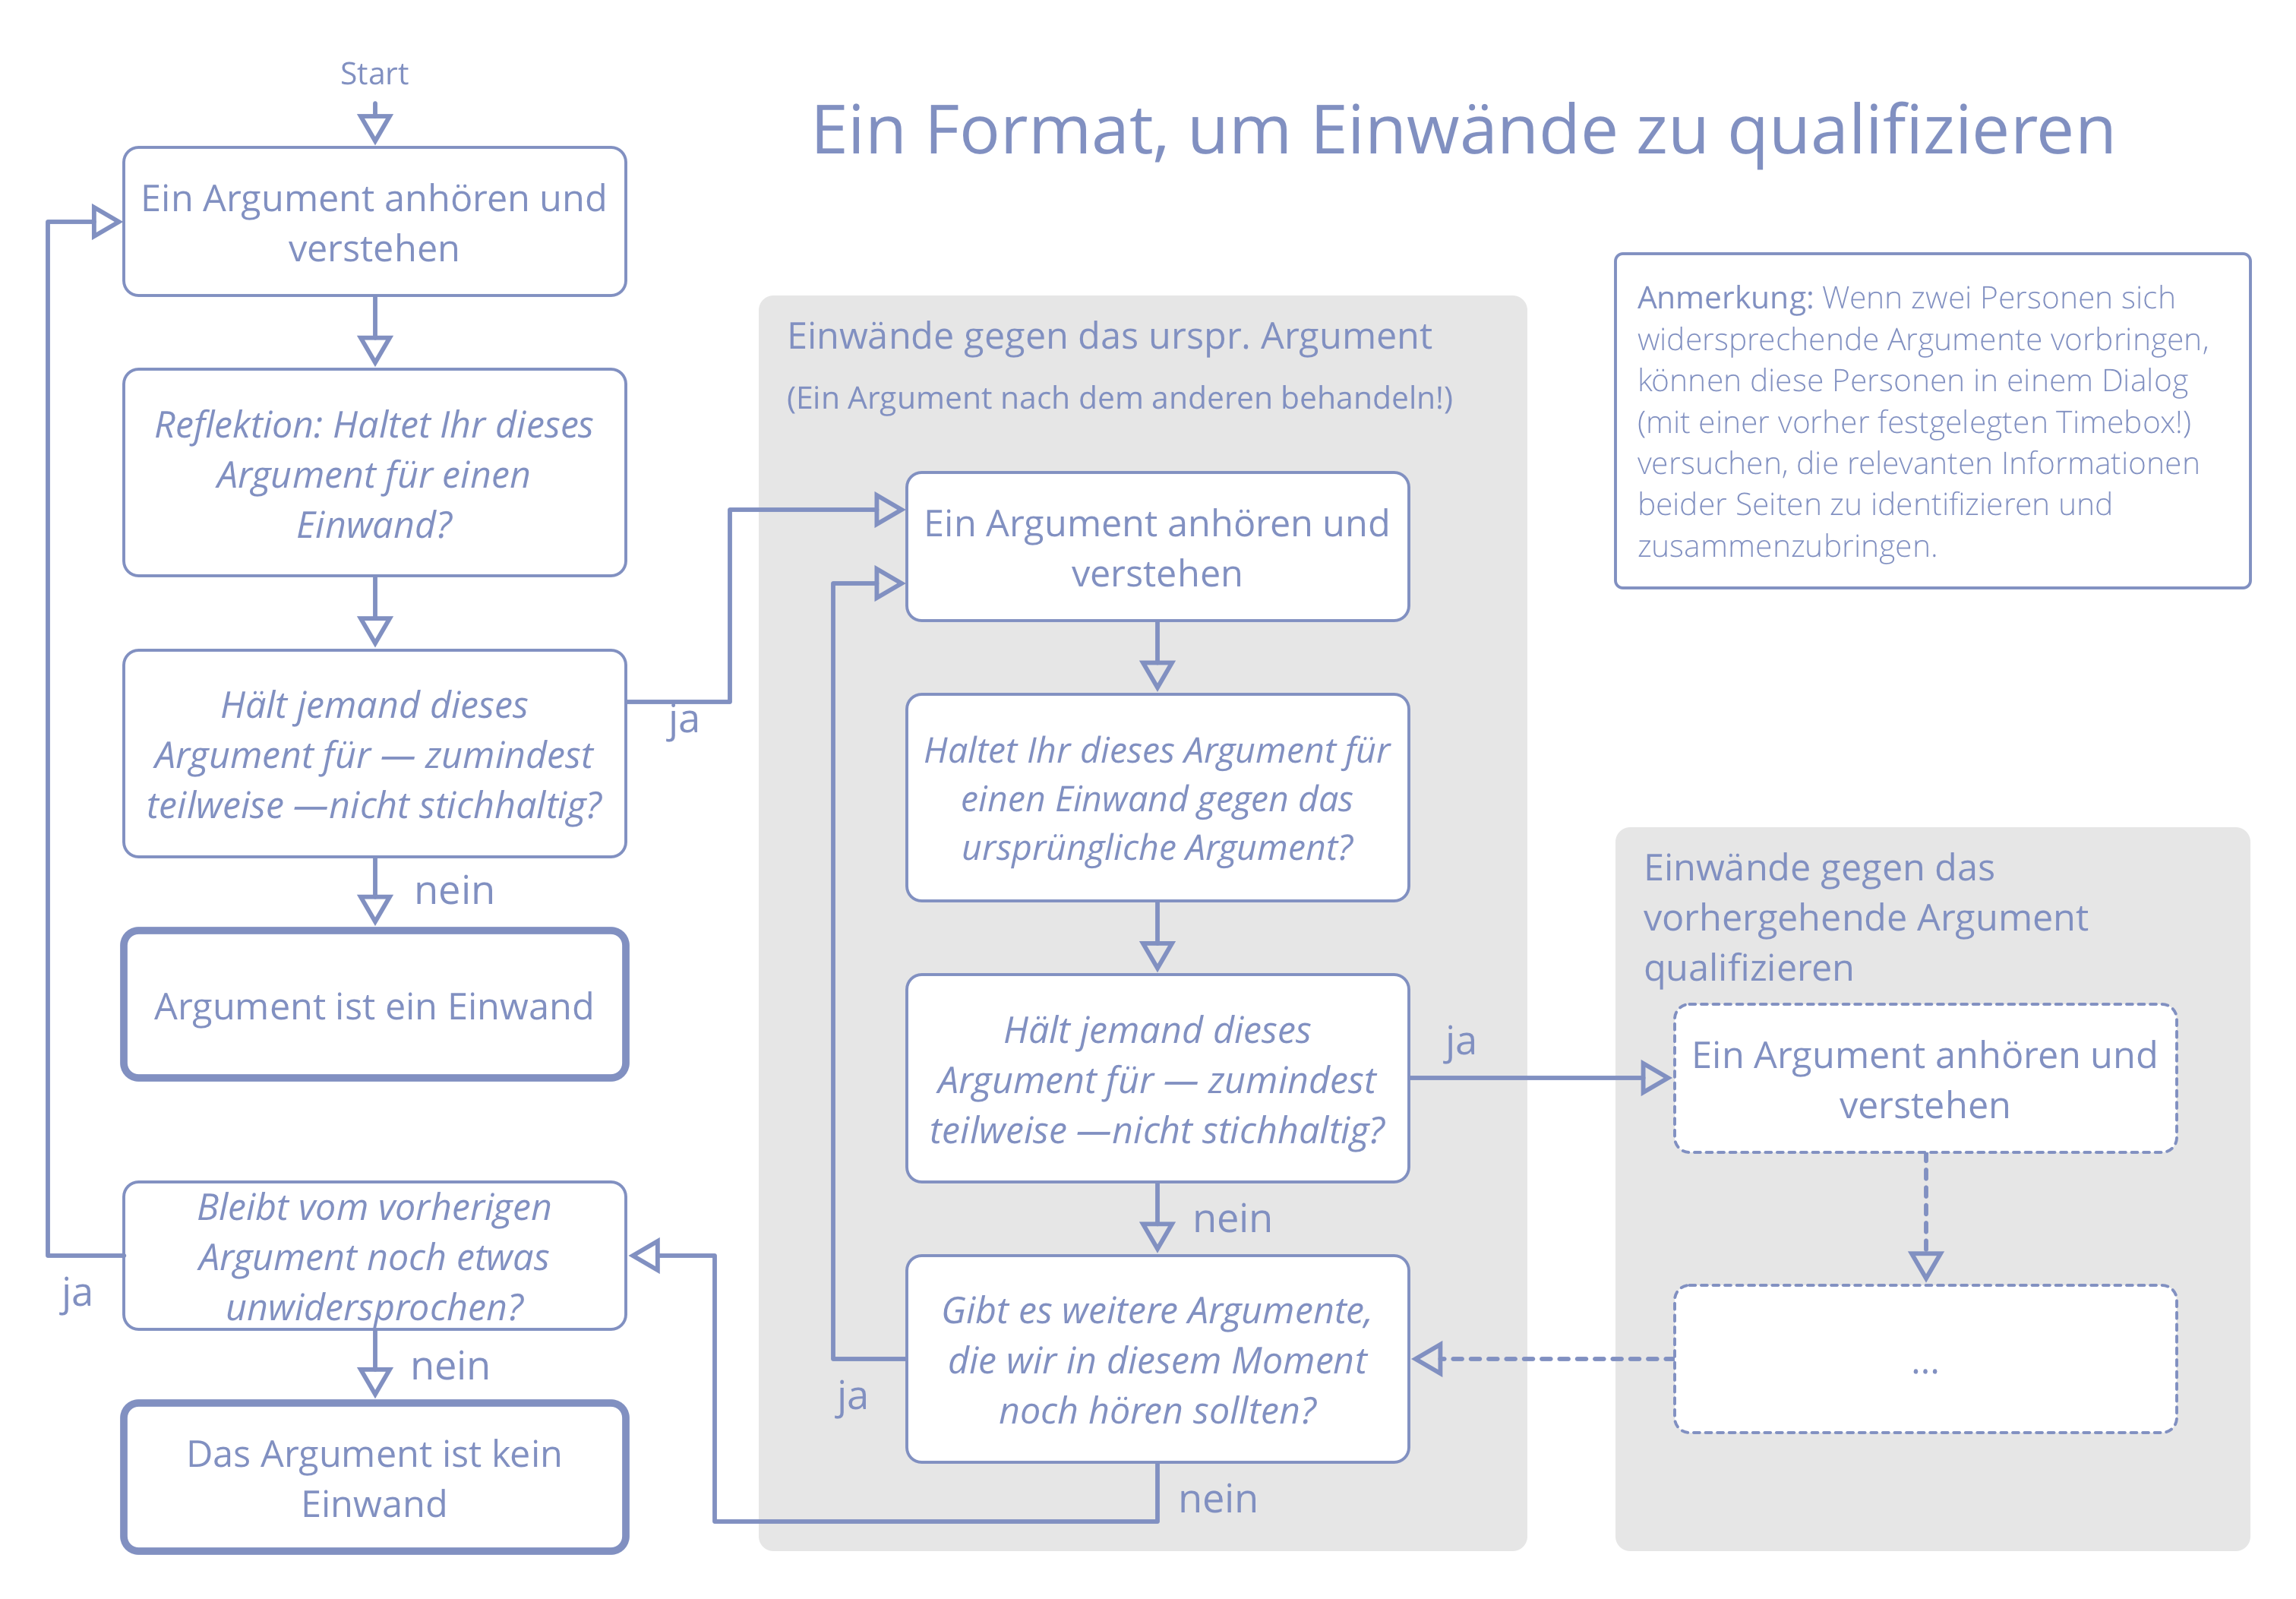 Start
Ein Format, um Einwände zu qualifizieren
Ein Argument anhören und
verstehen
Reflektion: Haltet Ihr dieses
Argument für einen
Einwand?
Hält jemand dieses
Argument für — zumindest
teilweise —nicht stichhaltig?
ja
nein
Argument ist ein Einwand
Bleibt vom vorherigen
Argument noch etwas
unwidersprochen?
ja
nein
Das Argument ist kein
Einwand
Einwände gegen das urspr. Argument
(Ein Argument nach dem anderen behandeln!)
Ein Argument anhören und
verstehen
Haltet Ihr dieses Argument für
einen Einwand gegen das
ursprüngliche Argument?
Hält jemand dieses
Argument für — zumindest
teilweise —nicht stichhaltig?
ja
nein
Gibt es weitere Argumente,
die wir in diesem Moment
noch hören sollten?
ja
nein
Anmerkung: Wenn zwei Personen sich
widersprechende Argumente vorbringen,
können diese Personen in einem Dialog
(mit einer vorher festgelegten Timebox!)
versuchen, die relevanten Informationen
beider Seiten zu identifizieren und
zusammenzubringen.
Einwände gegen das
vorhergehende Argument
qualifizieren
Ein Argument anhören und
verstehen
...